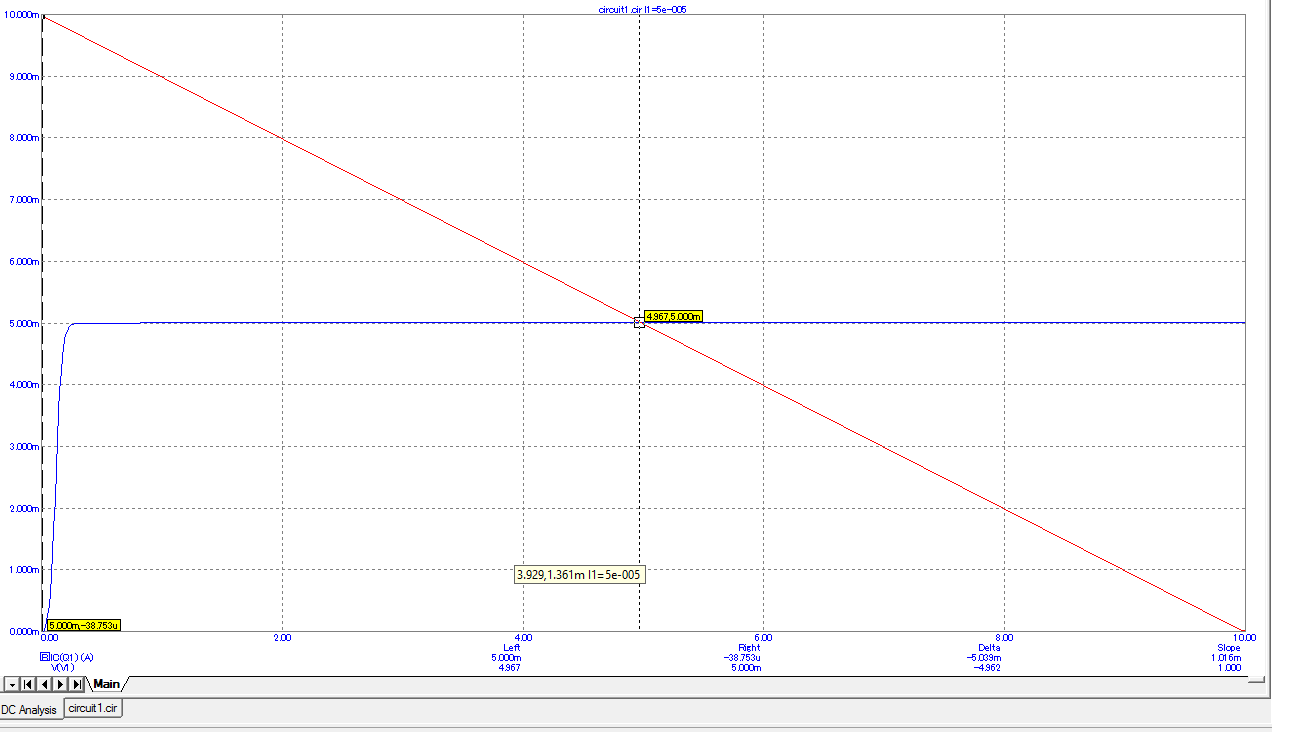 circuit1.cir I1=5e-005
10.000m
9.000m
8.000m
7.000m
6.000m
5.000m
4.967,5.000m
4.000m
3.000m
2.000m
3.929,1.361m I1=5e-005
1.000m
5.000m,-38.753u
0.000m
0.00 2.00 4.00 6.00 8.00 10.00
Left Right Delta Slope
IC(Q1) (A) 5.000m -38.753u -5.039m 1.016m
V(V1) 4.967 5.000m -4.962 1.000
Main
DC Analysis circuit1.cir